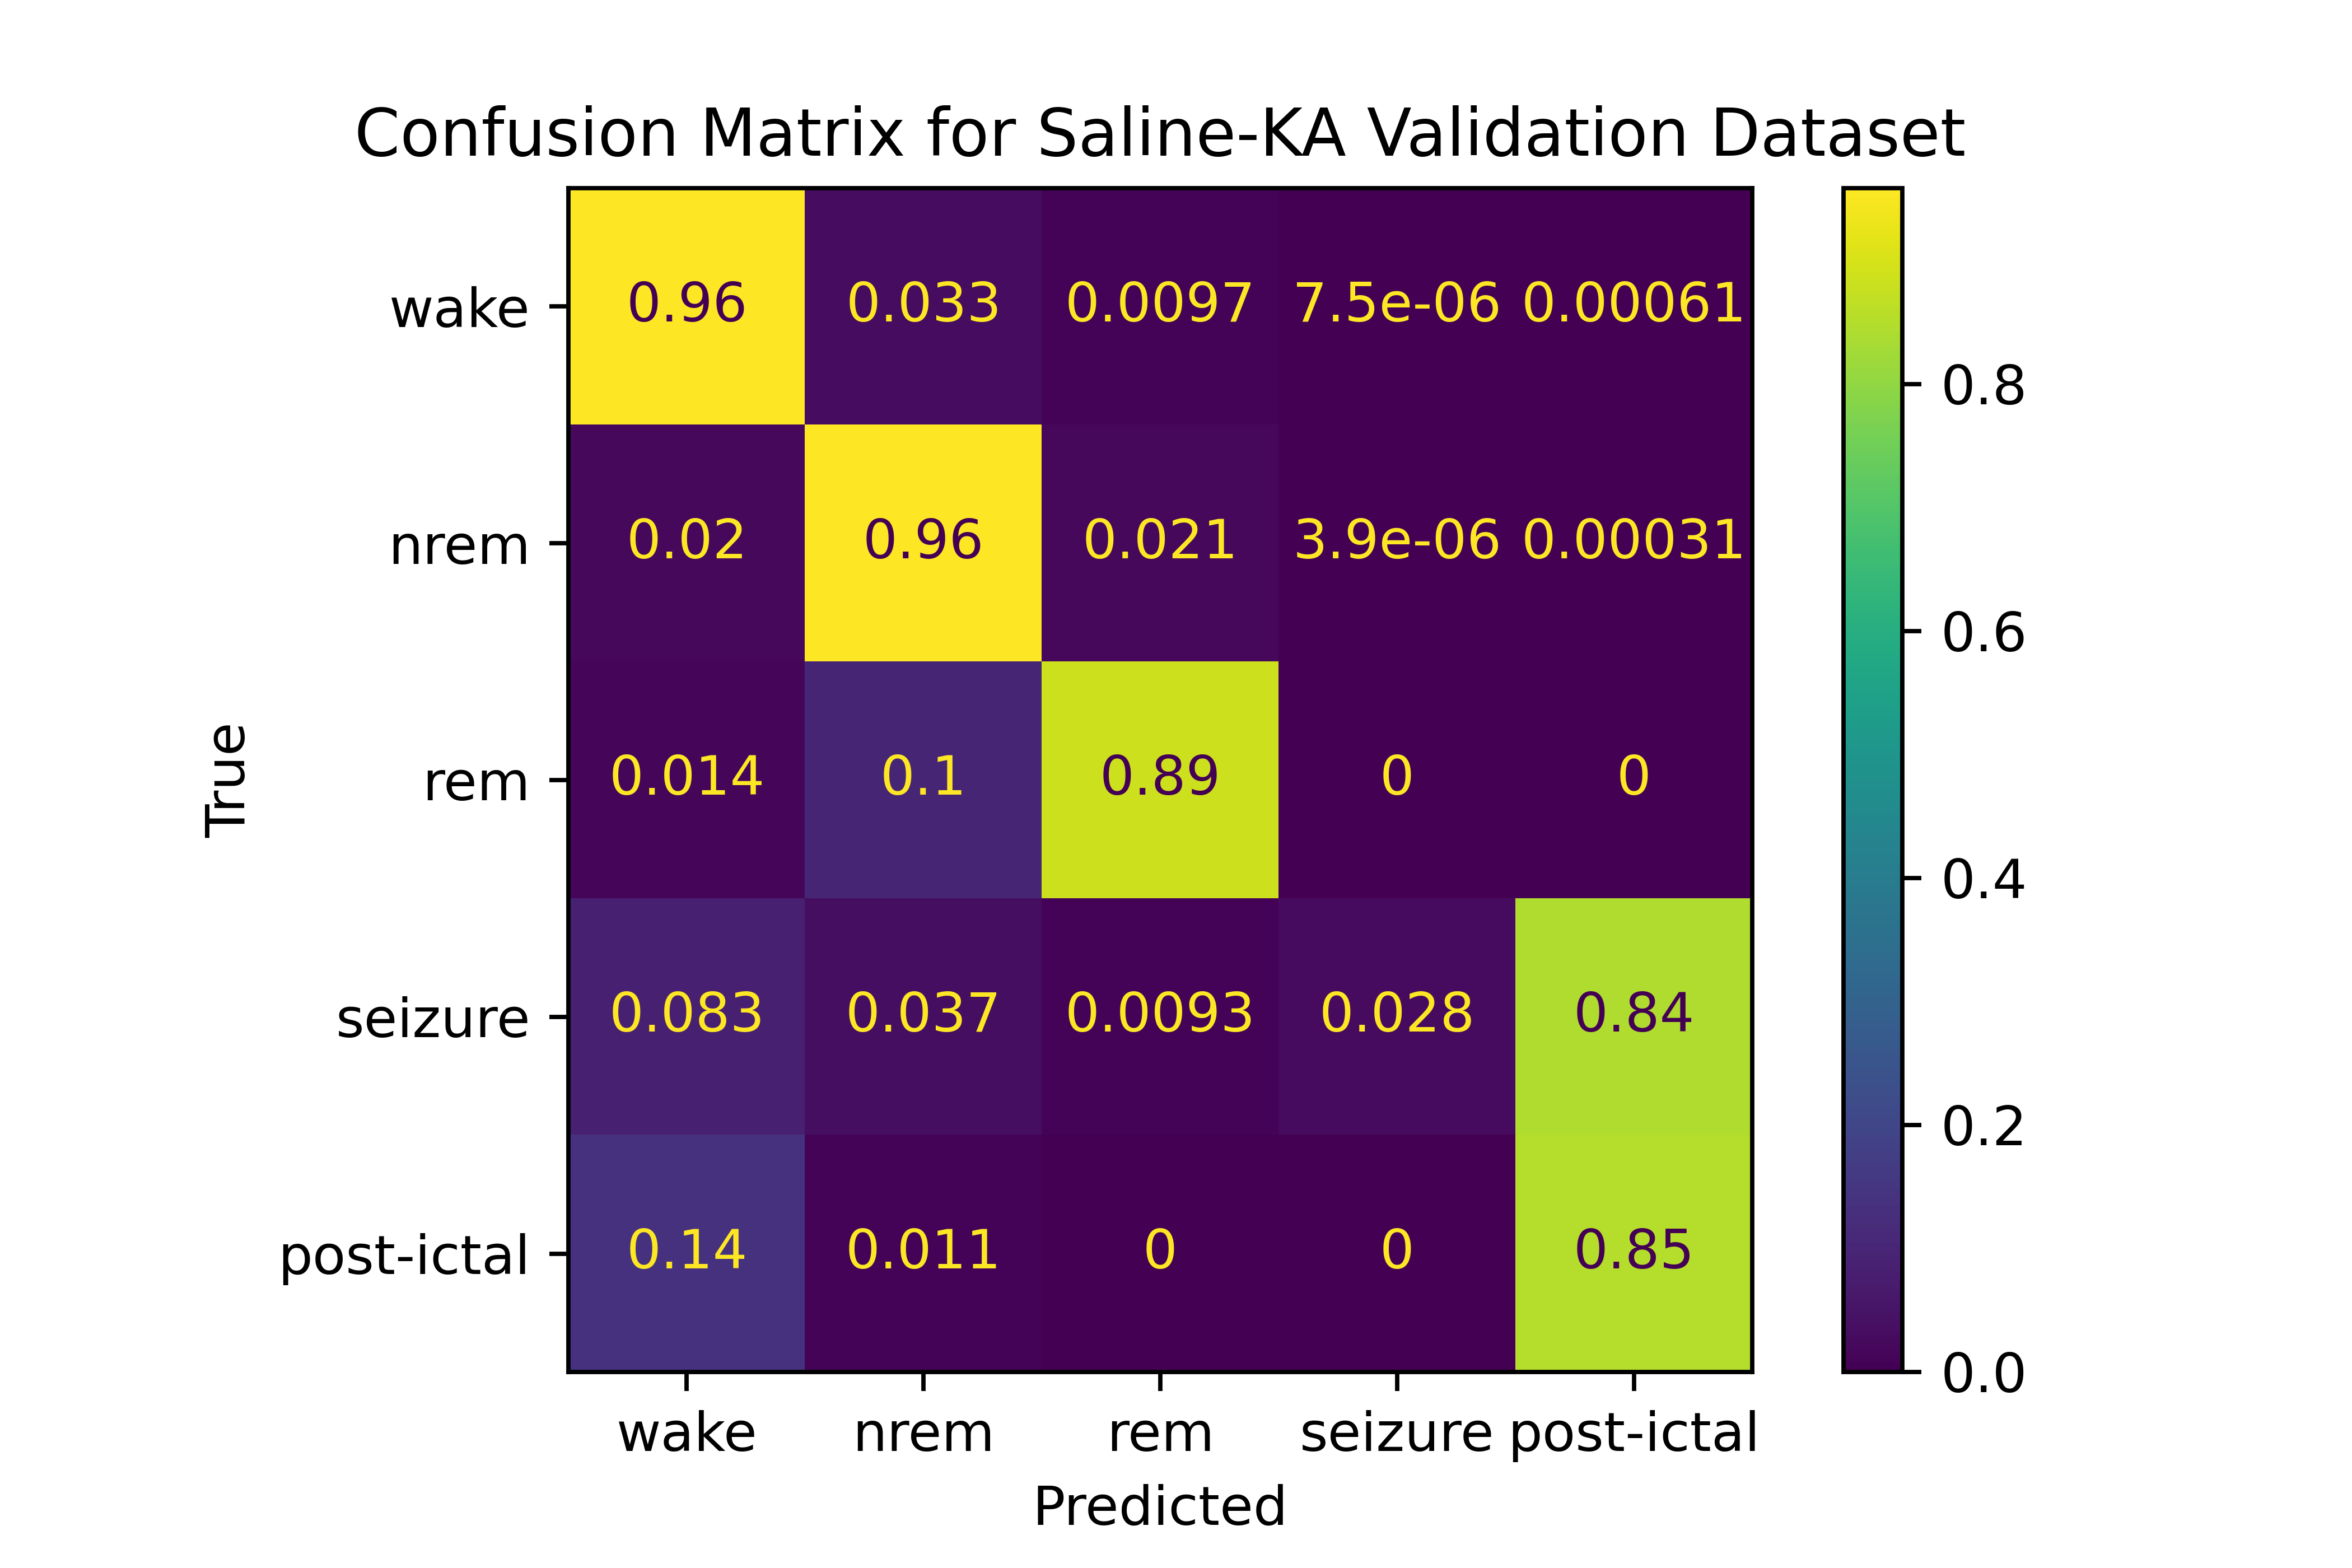 Confusion Matrix for Saline-KA Validation Dataset
wake 0.96 0.033 0.0097 7.5e-06 0.00061
nrem 0.02 0.96 0.021 3.9e-06 0.00031
rem 0.014 0.1 0.89 0 0
seizure 0.083 0.037 0.0093 0.028 0.84
post-ictal 0.14 0.011 0 0 0.85
wake nrem rem seizure post-ictal
Predicted
True
0.8
0.6
0.4
0.2
0.0